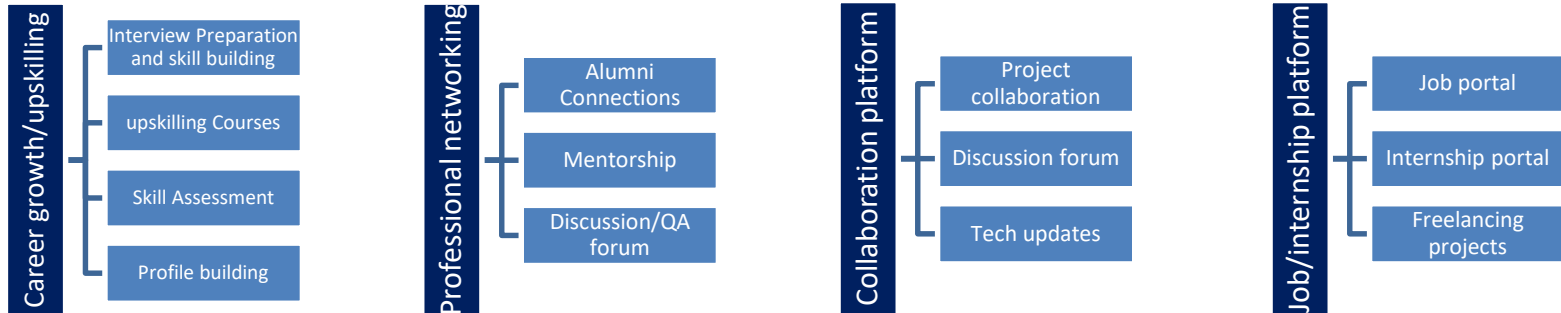 Career growth/upskilling
Interview Preparation
and skill building
upskilling Courses
Skill Assessment
Profile building
Professional networking
Alumni
Connections
Mentorship
Discussion/QA
forum
Collaboration platform
Project
collaboration
Discussion forum
Tech updates
Job/internship platform
Job portal
Internship portal
Freelancing
projects